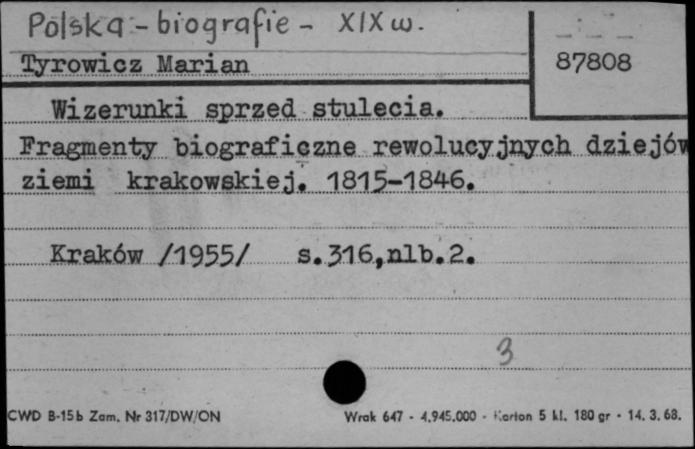 Polska - biografie - XIX w.
Tyrowicz Marian
87808
Wizerunki sprzed stulecia.
Fragmenty biograficzne rewolucyjnych dziejów
ziemi krakowskiej. 1815-1846.
Kraków /1955/ s.316,nlb.2.
3
CWD B-15b Zam. Nr 317/DW/ON
Wrak 647 - 4.945.000 - Karton 5 kl. 180 gr - 14. 3. 68.